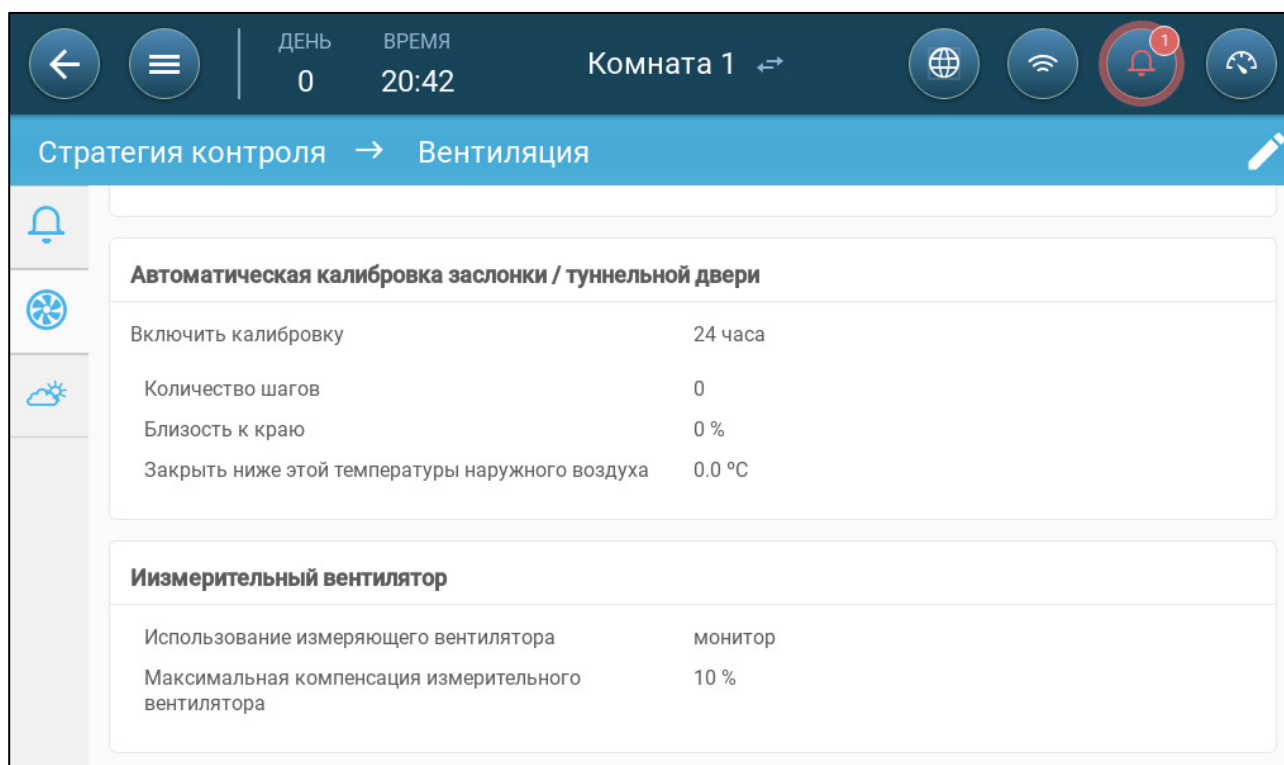 ДЕНЬ ВРЕМЯ
0 20:42 Комната 1 1
Стратегия контроля → Вентиляция
Автоматическая калибровка заслонки / туннельной двери
Включить калибровку 24 часа
Количество шагов 0
Близость к краю 0 %
Закрыть ниже этой температуры наружного воздуха 0.0 ºC
Иизмерительный вентилятор
Использование измеряющего вентилятора монитор
Максимальная компенсация измерительного 10 %
вентилятора